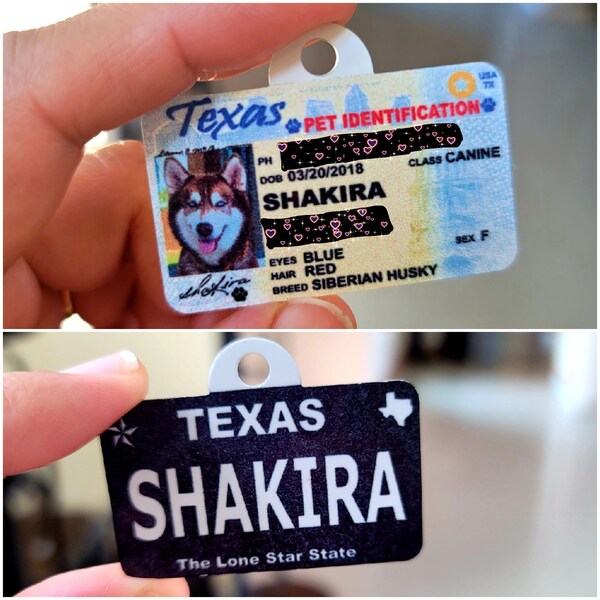 Texas
PET IDENTIFICATION
USA
TX
PH
CLASS CANINE
DOB 03/20/2018
SHAKIRA
SEX F
EYES BLUE
HAIR RED
BREED SIBERIAN HUSKY
Shakira
TEXAS
SHAKIRA
The Lone Star State